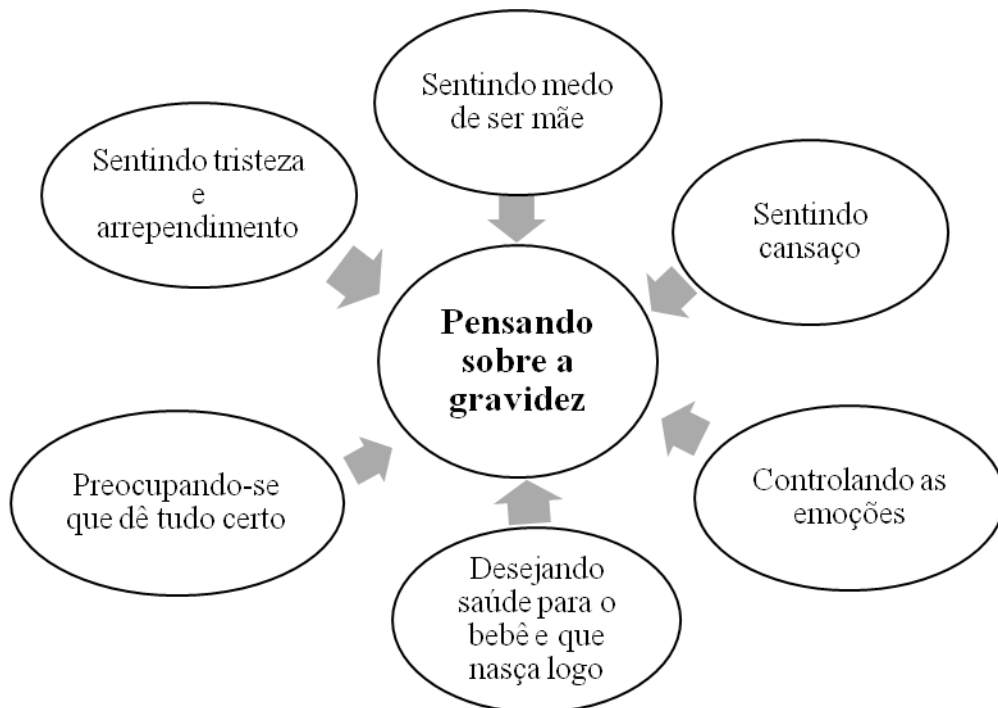 Sentindo medo
de ser mãe
Sentindo tristeza
e
arrependimento
Sentindo
cansaço
Pensando
sobre a
gravidez
Preocupando-se
que dê tudo certo
Controlando as
emoções
Desejando
saúde para o
bebê e que
nasça logo